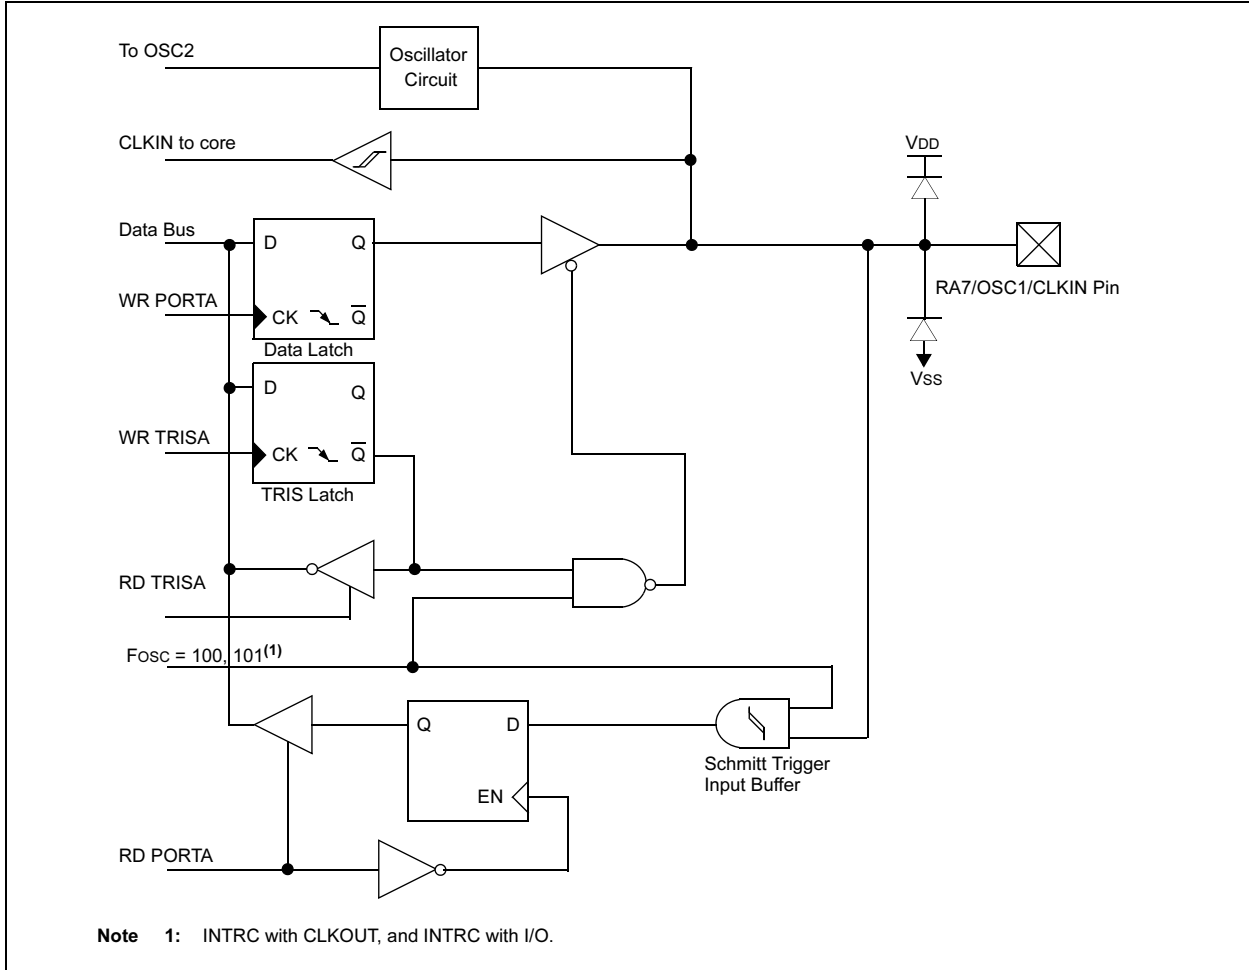 To OSC2
Oscillator
Circuit
CLKIN to core
VDD
Data Bus
D
Q
RA7/OSC1/CLKIN Pin
WR PORTA
CK
Q̅
Data Latch
VSS
D
Q
WR TRISA
CK
Q̅
TRIS Latch
RD TRISA
FOSC = 100, 101(1)
Q
D
Schmitt Trigger
Input Buffer
EN
RD PORTA
Note 1: INTRC with CLKOUT, and INTRC with I/O.